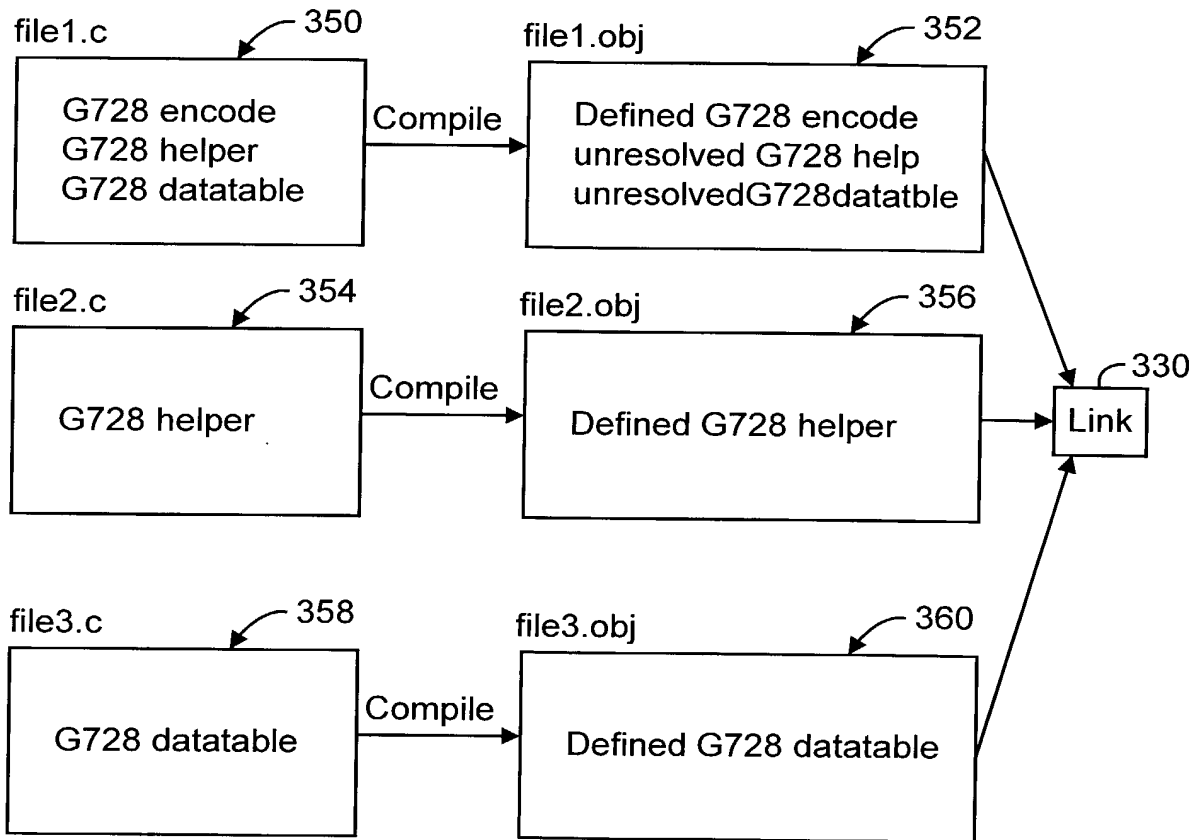 file1.c
350
G728 encode
G728 helper
G728 datatable
Compile
file1.obj
352
Defined G728 encode
unresolved G728 help
unresolvedG728datatble
file2.c
354
G728 helper
Compile
file2.obj
356
Defined G728 helper
330
Link
file3.c
358
G728 datatable
Compile
file3.obj
360
Defined G728 datatable